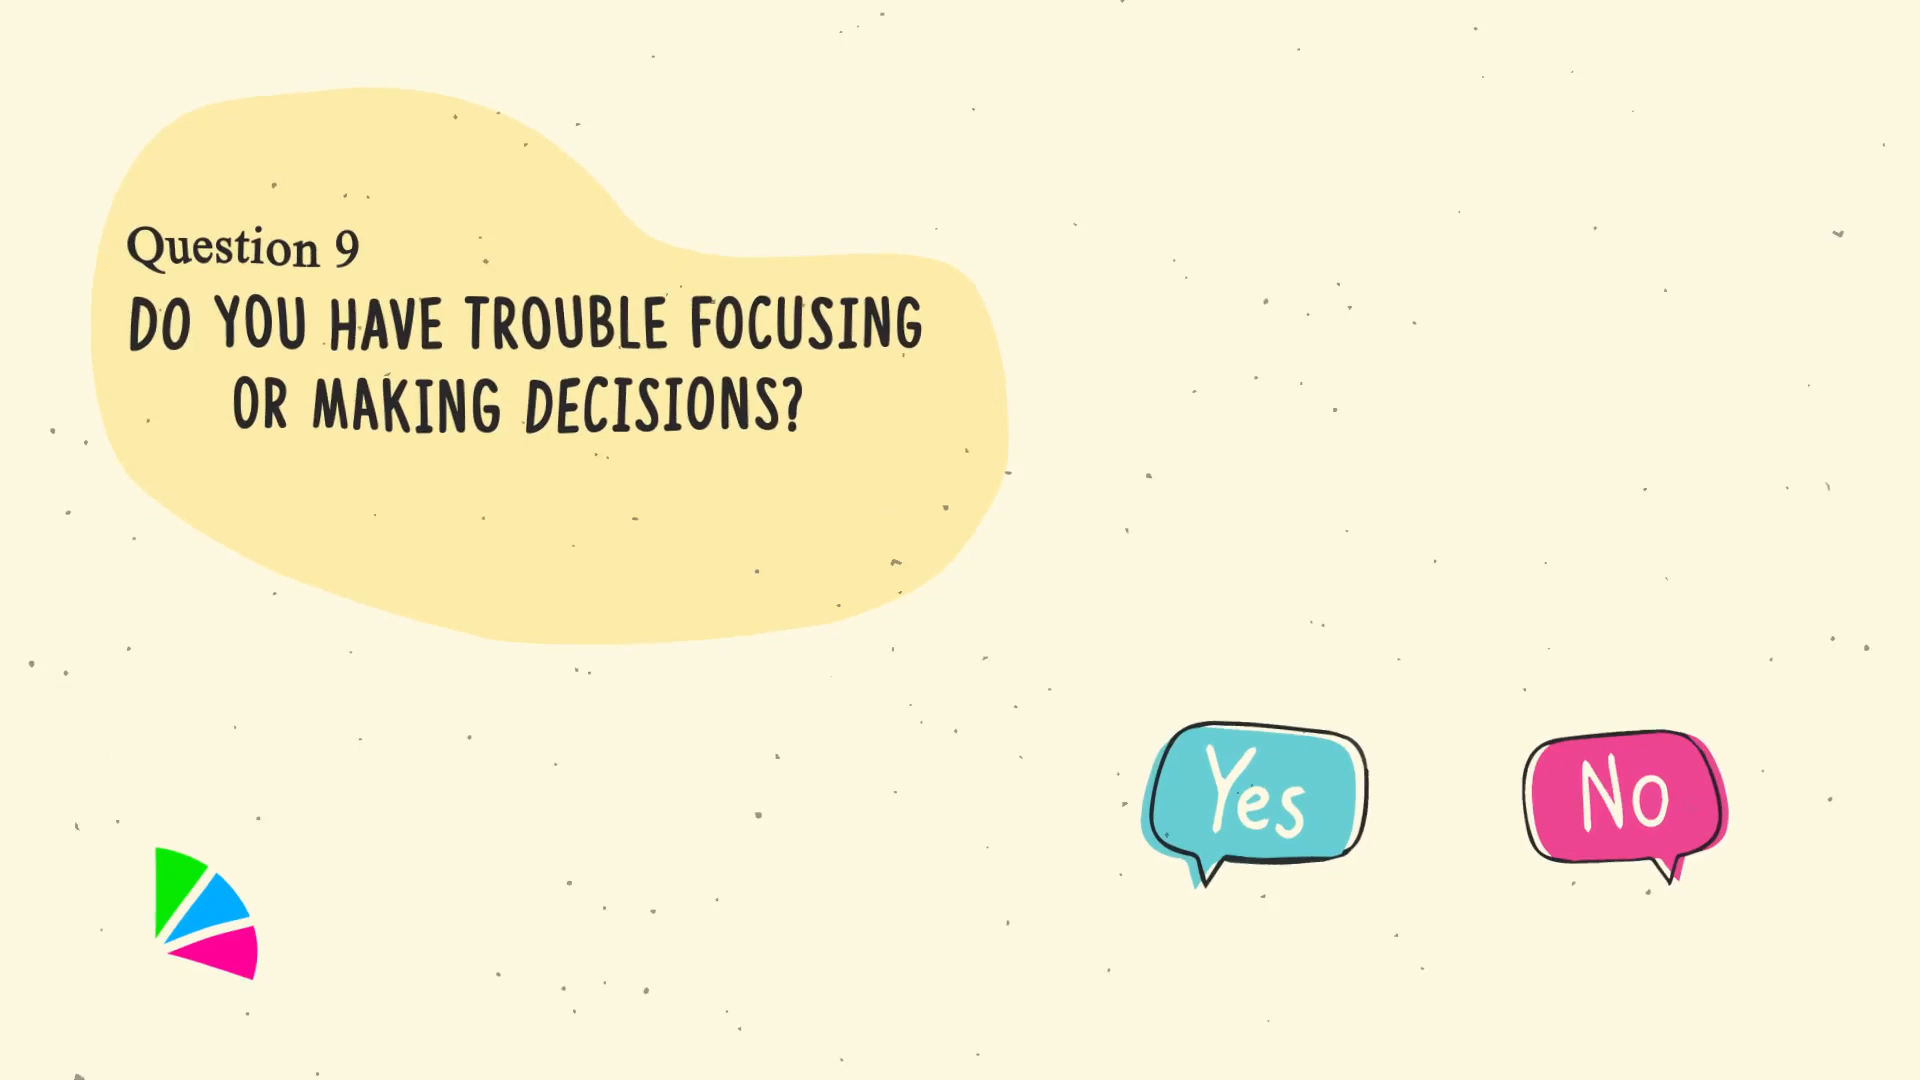 Question 9
DO YOU HAVE TROUBLE FOCUSING
OR MAKING DECISIONS?
Yes
No